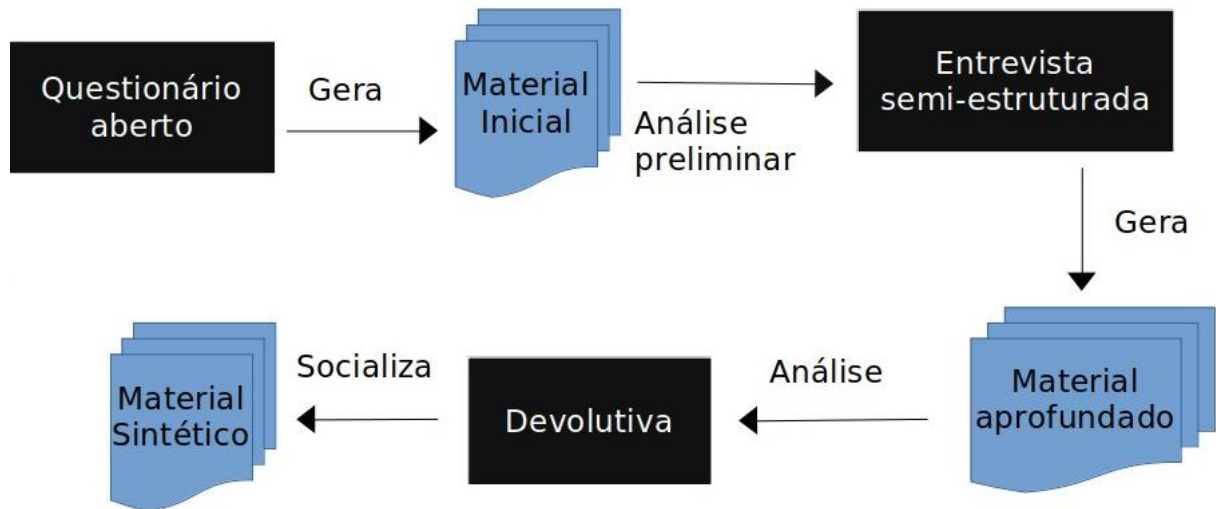 Questionário
aberto
Gera
Material
Inicial
Análise
preliminar
Entrevista
semi-estruturada
Gera
Material
aprofundado
Análise
Devolutiva
Socializa
Material
Sintético